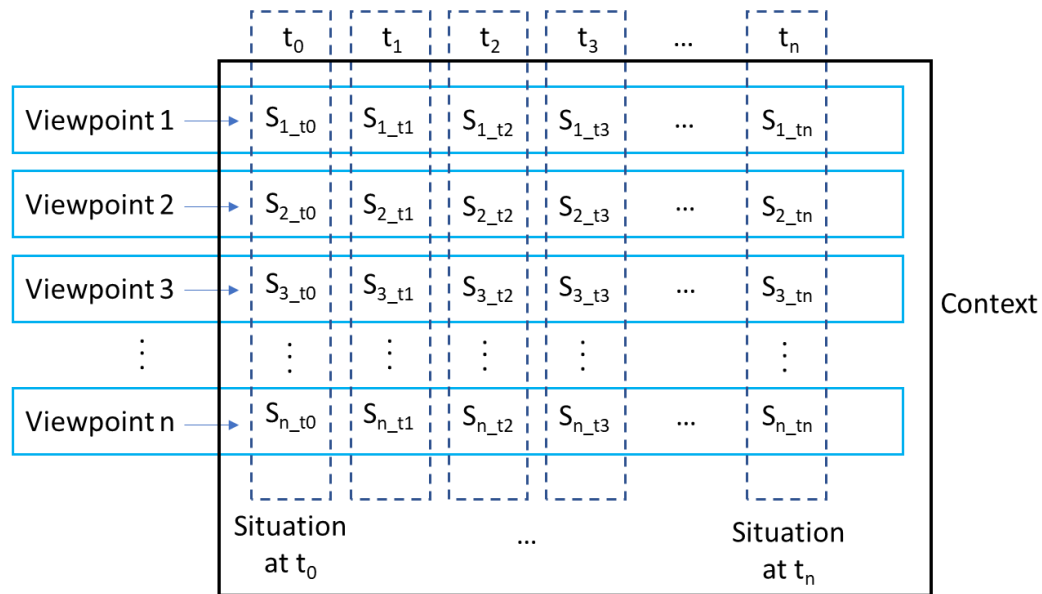 t0 t1 t2 t3 ... tn
Viewpoint 1 S1_t0 S1_t1 S1_t2 S1_t3 ... S1_tn
Viewpoint 2 S2_t0 S2_t1 S2_t2 S2_t3 ... S2_tn
Viewpoint 3 S3_t0 S3_t1 S3_t2 S3_t3 ... S3_tn
Context
⋮ ⋮ ⋮ ⋮ ⋮ ⋮
Viewpoint n Sn_t0 Sn_t1 Sn_t2 Sn_t3 ... Sn_tn
Situation ... Situation
at t0 at tn